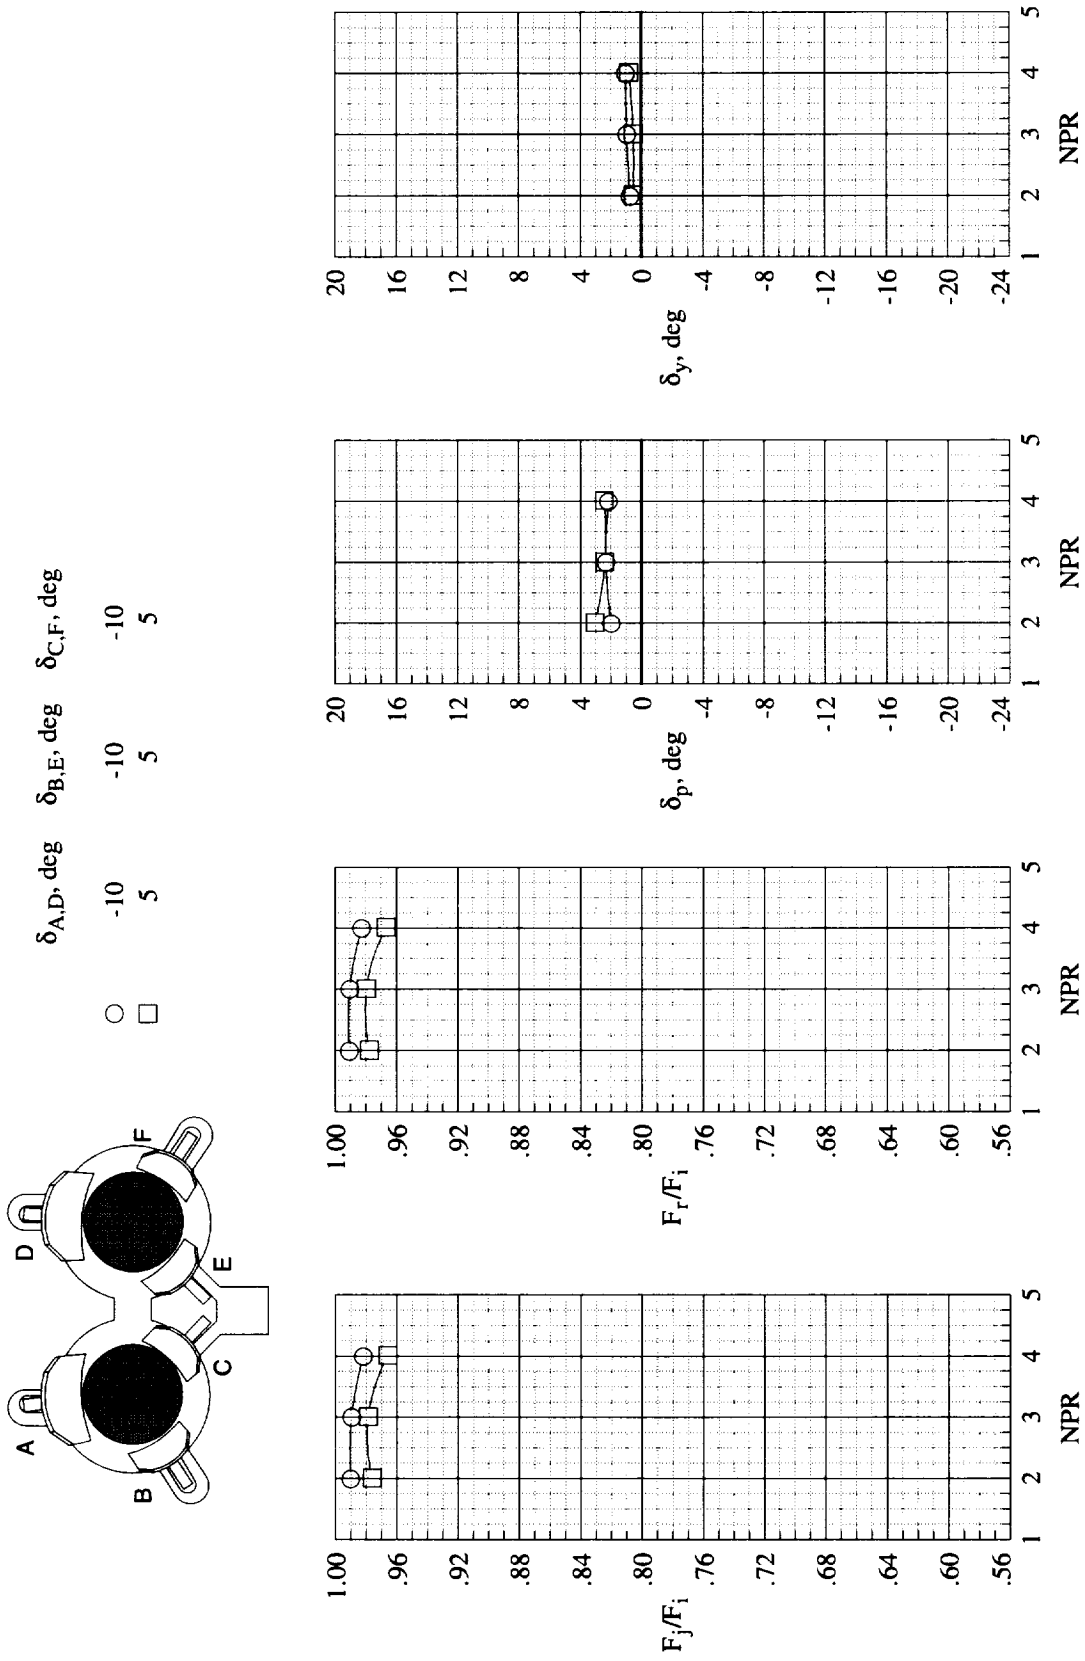 δA,D, deg δB,E, deg δC,F, deg
-10 -10 -10
5 5 5
A
B
C
D
E
F
1.00
.96
.92
.88
.84
.80
.76
.72
.68
.64
.60
.56
Fj/Fi
1 2 3 4 5
NPR
1.00
.96
.92
.88
.84
.80
.76
.72
.68
.64
.60
.56
Fr/Fi
1 2 3 4 5
NPR
20
16
12
8
4
0
-4
-8
-12
-16
-20
-24
δp, deg
1 2 3 4 5
NPR
20
16
12
8
4
0
-4
-8
-12
-16
-20
-24
δy, deg
1 2 3 4 5
NPR